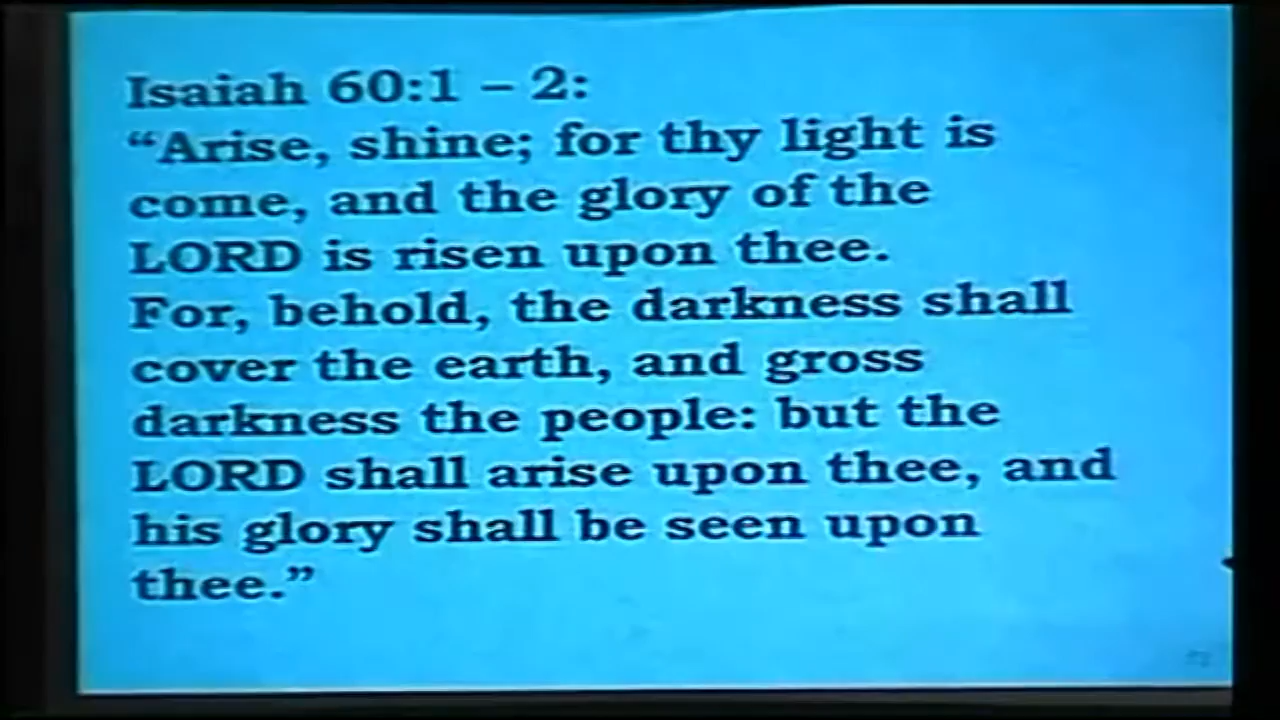 Isaiah 60:1 – 2:
“Arise, shine; for thy light is
come, and the glory of the
LORD is risen upon thee.
For, behold, the darkness shall
cover the earth, and gross
darkness the people: but the
LORD shall arise upon thee, and
his glory shall be seen upon
thee.”